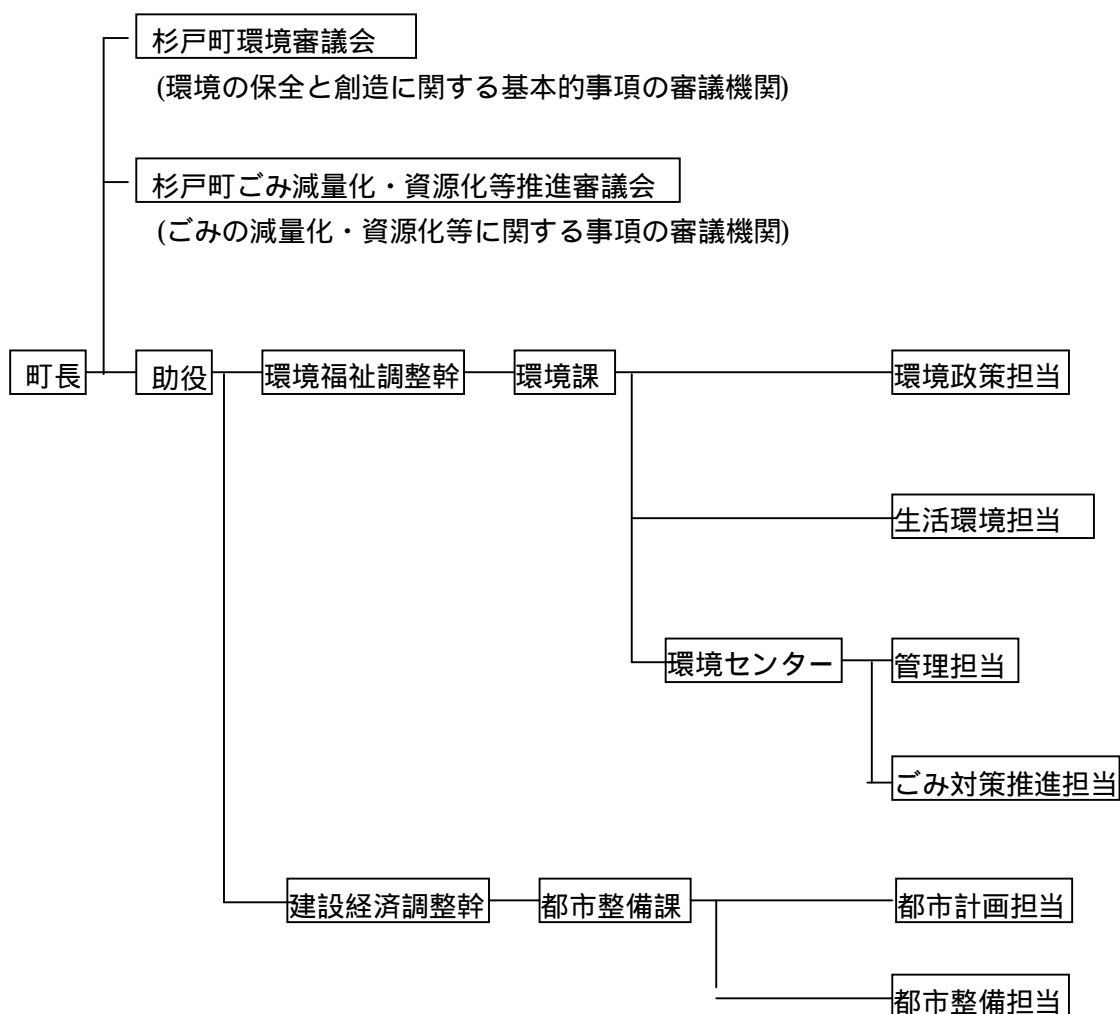 杉戸町環境審議会
(環境の保全と創造に関する基本的事項の審議機関)
杉戸町ごみ減量化・資源化等推進審議会
(ごみの減量化・資源化等に関する事項の審議機関)
町長
助役
環境福祉調整幹
環境課
環境政策担当
生活環境担当
環境センター
管理担当
ごみ対策推進担当
建設経済調整幹
都市整備課
都市計画担当
都市整備担当